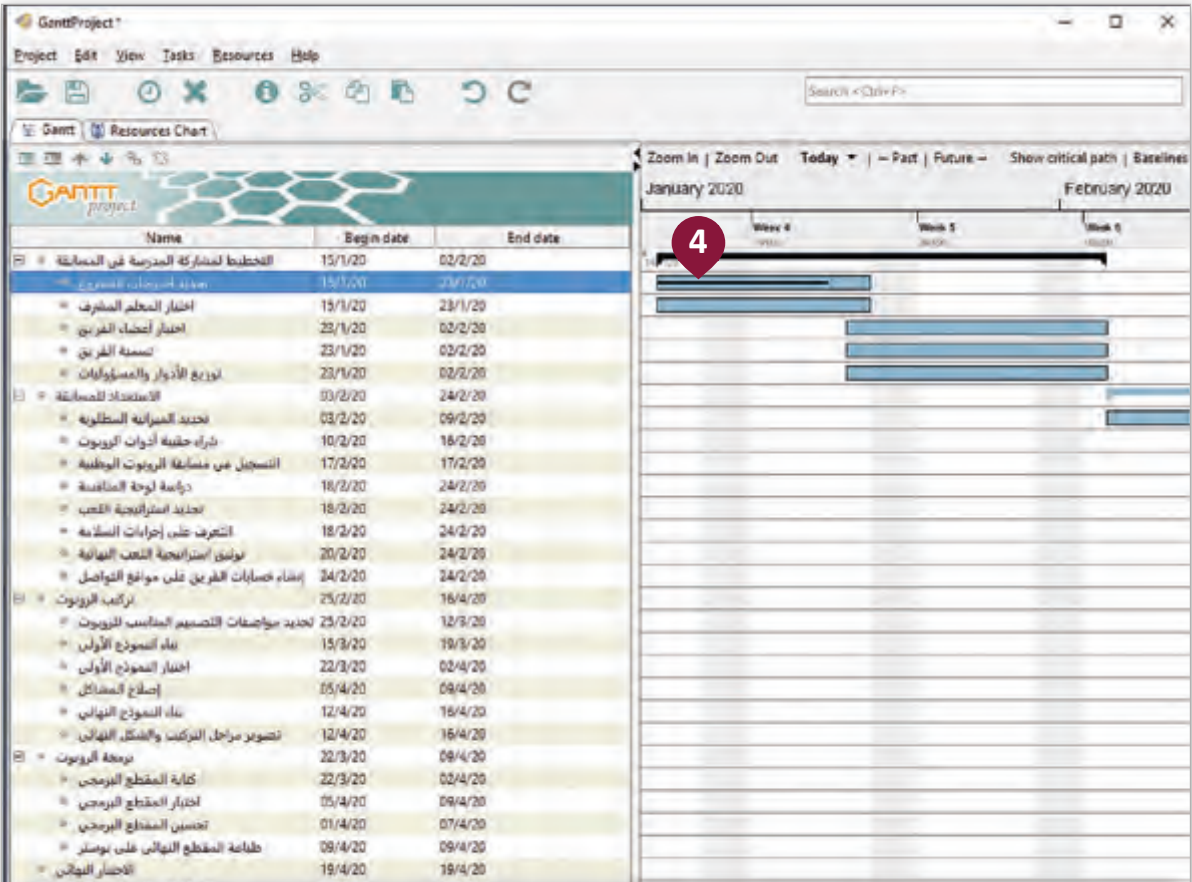 GanttProject *
Project Edit View Tasks Resources Help
Search <Ctrl+F>
Gantt Resources Chart
Zoom In | Zoom Out Today | Past | Future Show critical path | Baselines
GANTT project
January 2020 February 2020
Name Begin date End date
Week 4 Week 5 Week 6
4
التخطيط لمشاركة المدرسة في المسابقة 15/1/20 02/2/20
اختيار المعلم المشرف 15/1/20 23/1/20
اختيار أعضاء الفريق 23/1/20 02/2/20
تسمية الفريق 23/1/20 02/2/20
توزيع الأدوار والمسؤوليات 23/1/20 02/2/20
الاستعداد للمسابقة 03/2/20 24/2/20
تحديد الميزانية المطلوبة 03/2/20 09/2/20
شراء حقيبة أدوات الروبوت 10/2/20 16/2/20
التسجيل في مسابقة الروبوت الوطنية 17/2/20 17/2/20
دراسة لوحة المنافسة 18/2/20 24/2/20
تحديد استراتيجية اللعب 18/2/20 24/2/20
التعرف على إجراءات السلامة 18/2/20 24/2/20
توثيق استراتيجية اللعب النهائية 20/2/20 24/2/20
إنشاء حسابات الفريق على مواقع التواصل 24/2/20 24/2/20
تركيب الروبوت 25/2/20 16/4/20
تحديد مواصفات التصميم المناسب للروبوت 25/2/20 12/3/20
بناء النموذج الأولي 15/3/20 19/3/20
اختبار النموذج الأولي 22/3/20 02/4/20
إصلاح المشاكل 05/4/20 09/4/20
بناء النموذج النهائي 12/4/20 16/4/20
تصوير مراحل التركيب والشكل النهائي 12/4/20 16/4/20
برمجة الروبوت 22/3/20 09/4/20
كتابة المقطع البرمجي 22/3/20 02/4/20
اختبار المقطع البرمجي 05/4/20 09/4/20
تحسين المقطع البرمجي 01/4/20 07/4/20
طباعة المقطع النهائي على بوستر 09/4/20 09/4/20
الاختبار النهائي 19/4/20 19/4/20